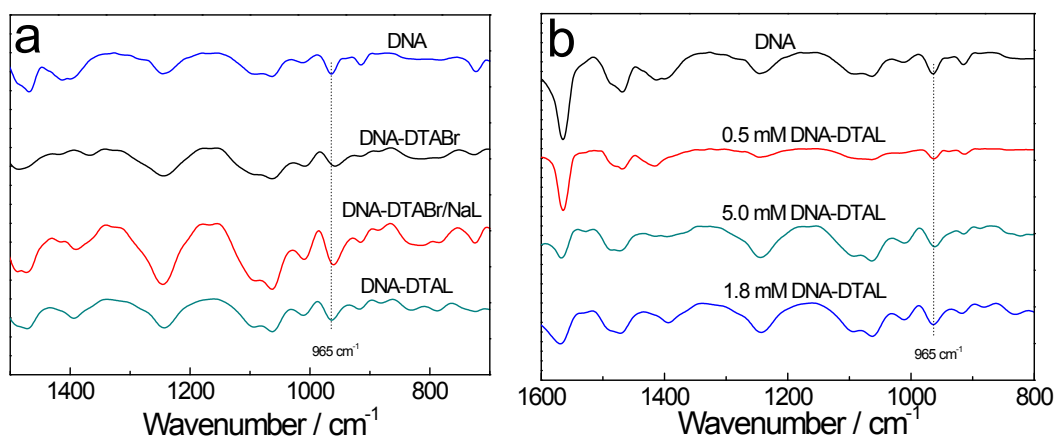 a
DNA
DNA-DTABr
DNA-DTABr/NaL
DNA-DTAL
965 cm⁻¹
1400 1200 1000 800
Wavenumber / cm⁻¹
b
DNA
0.5 mM DNA-DTAL
5.0 mM DNA-DTAL
1.8 mM DNA-DTAL
965 cm⁻¹
1600 1400 1200 1000 800
Wavenumber / cm⁻¹